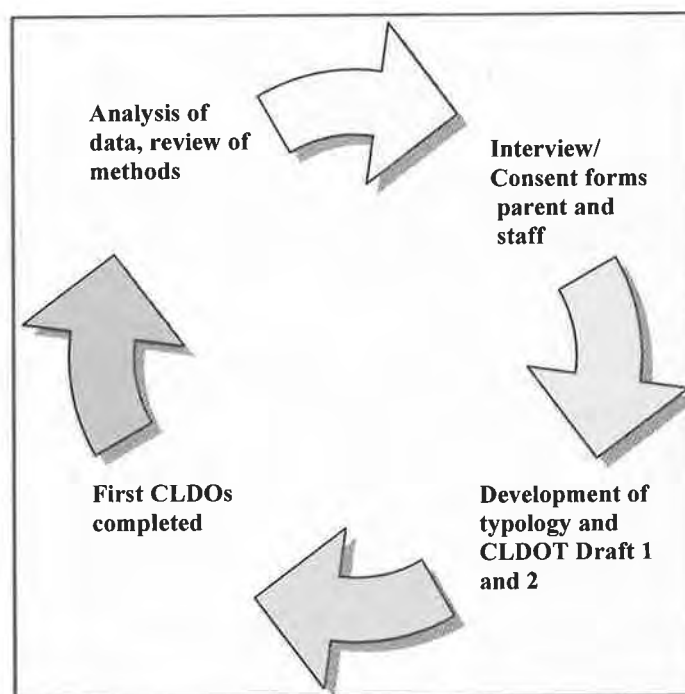 Analysis of
data, review of
methods
Interview/
Consent forms
parent and
staff
First CLDOs
completed
Development of
typology and
CLDOT Draft 1
and 2